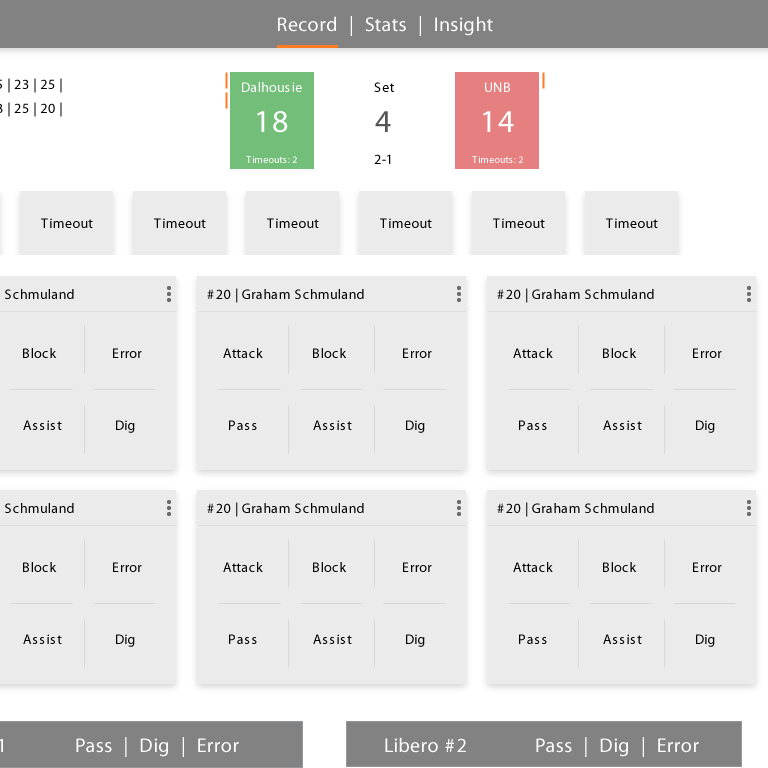 Record | Stats | Insight
| 23 | 25 |
| 25 | 20 |
Dalhousie
18
Timeouts: 2
Set
4
2-1
UNB
14
Timeouts: 2
Timeout Timeout Timeout Timeout Timeout Timeout
Schmuland
Block Error
Assist Dig
#20 | Graham Schmuland
Attack Block Error
Pass Assist Dig
#20 | Graham Schmuland
Attack Block Error
Pass Assist Dig
Schmuland
Block Error
Assist Dig
#20 | Graham Schmuland
Attack Block Error
Pass Assist Dig
#20 | Graham Schmuland
Attack Block Error
Pass Assist Dig
1 Pass | Dig | Error
Libero #2 Pass | Dig | Error